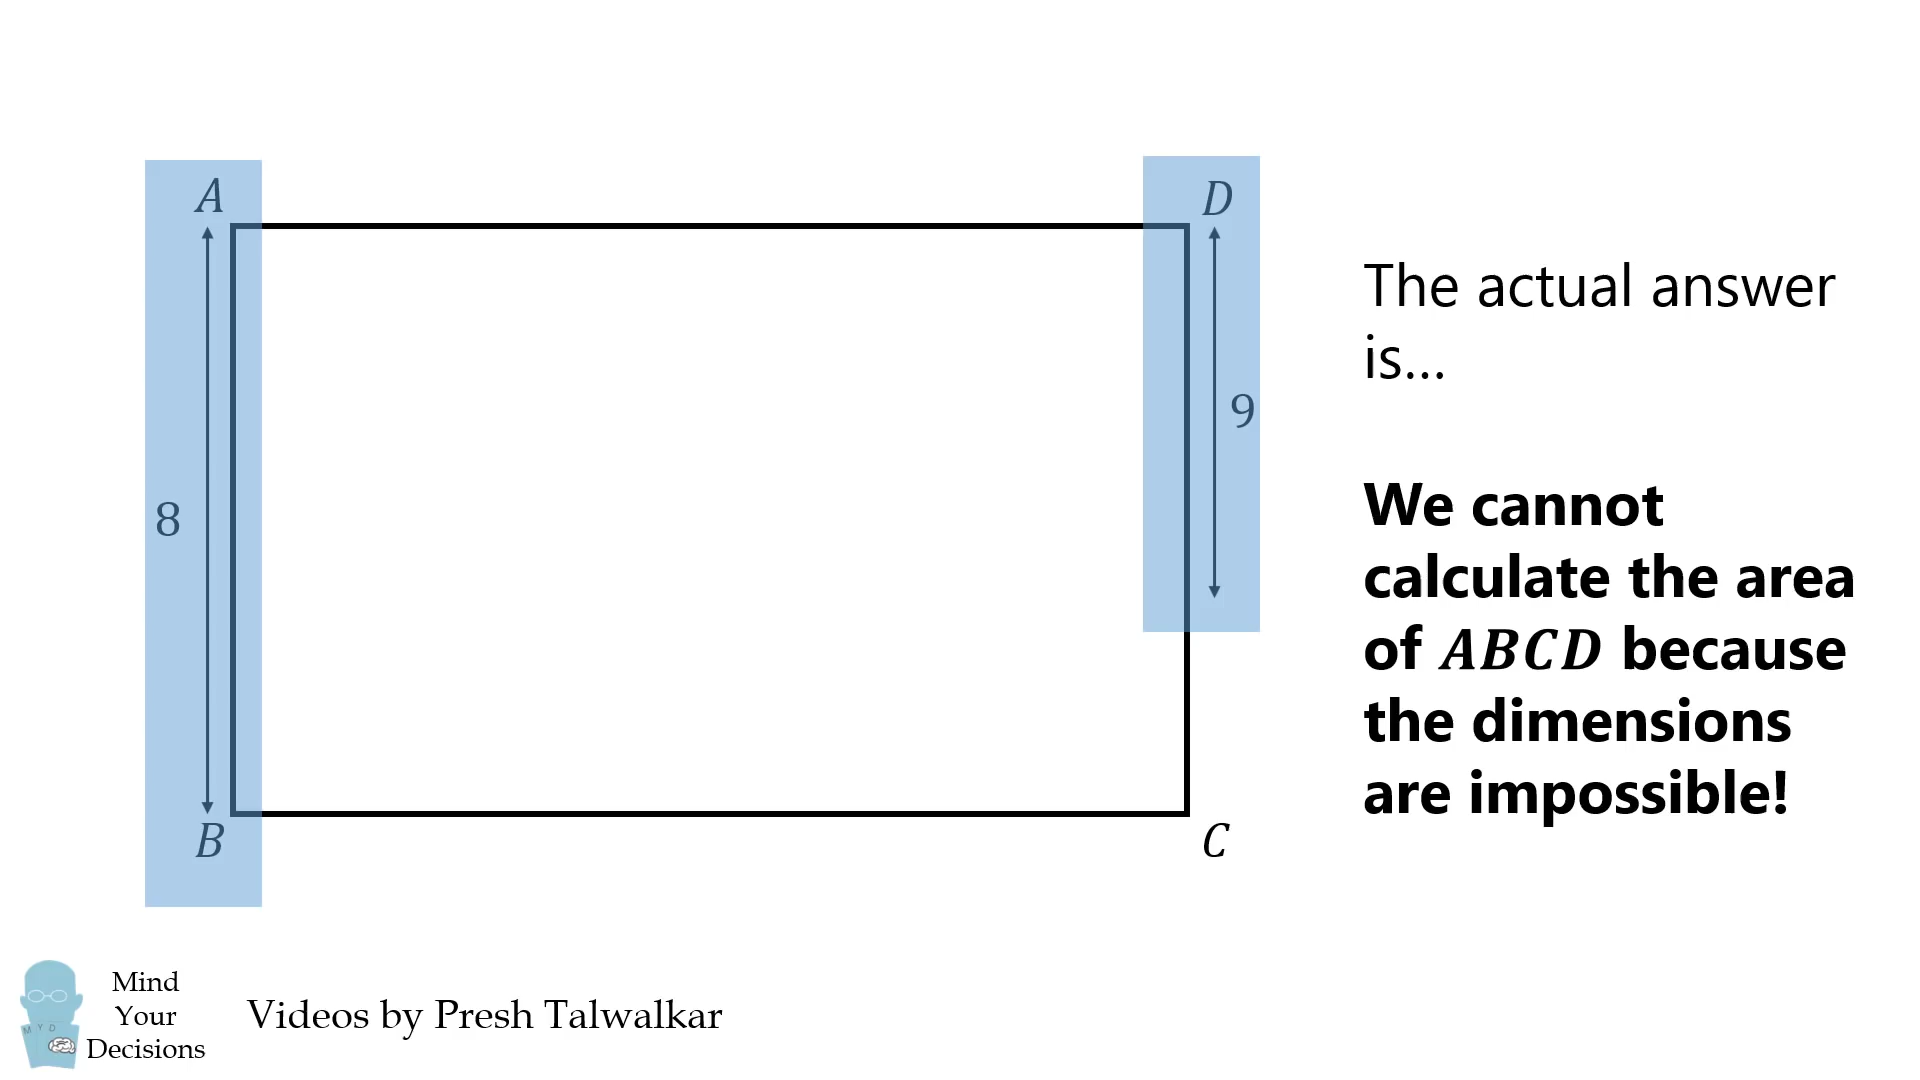 A
D
8
9
B
C
The actual answer
is...
We cannot
calculate the area
of ABCD because
the dimensions
are impossible!
M Y D
Mind
Your
Decisions
Videos by Presh Talwalkar